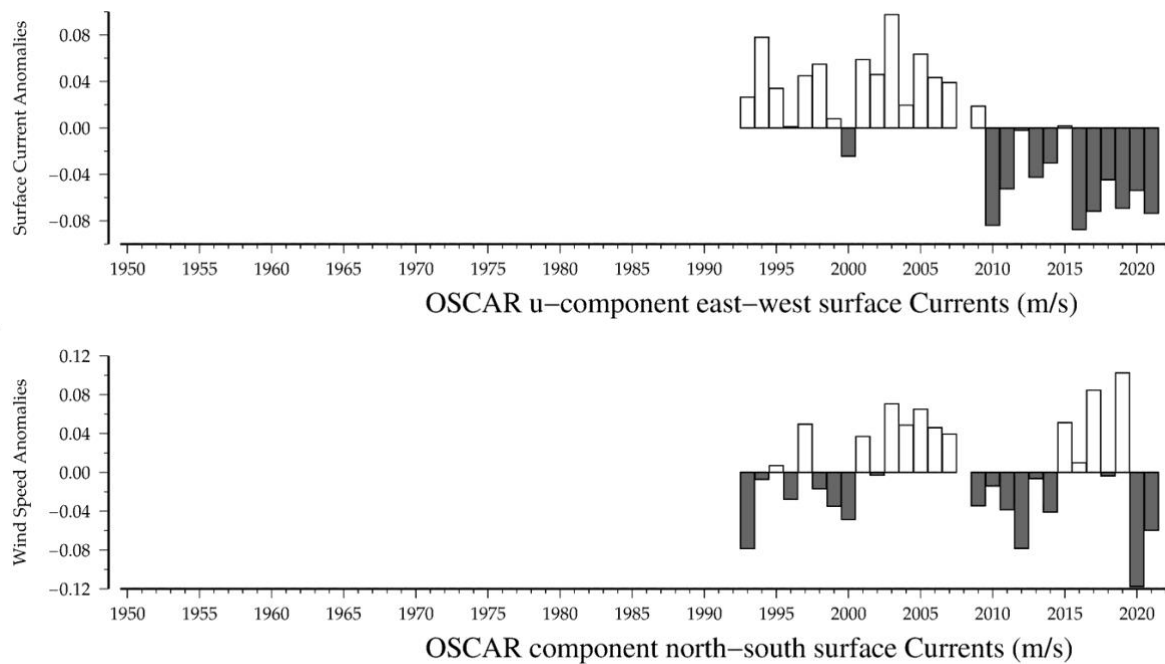 Surface Current Anomalies
0.08
0.04
0.00
−0.04
−0.08
1950 1955 1960 1965 1970 1975 1980 1985 1990 1995 2000 2005 2010 2015 2020
OSCAR u−component east−west surface Currents (m/s)
Wind Speed Anomalies
0.12
0.08
0.04
0.00
−0.04
−0.08
−0.12
1950 1955 1960 1965 1970 1975 1980 1985 1990 1995 2000 2005 2010 2015 2020
OSCAR component north−south surface Currents (m/s)